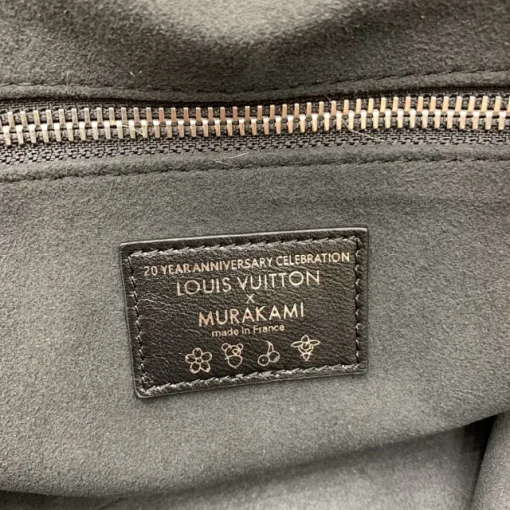 20 YEAR ANNIVERSARY CELEBRATION
LOUIS VUITTON
×
MURAKAMI
made in France